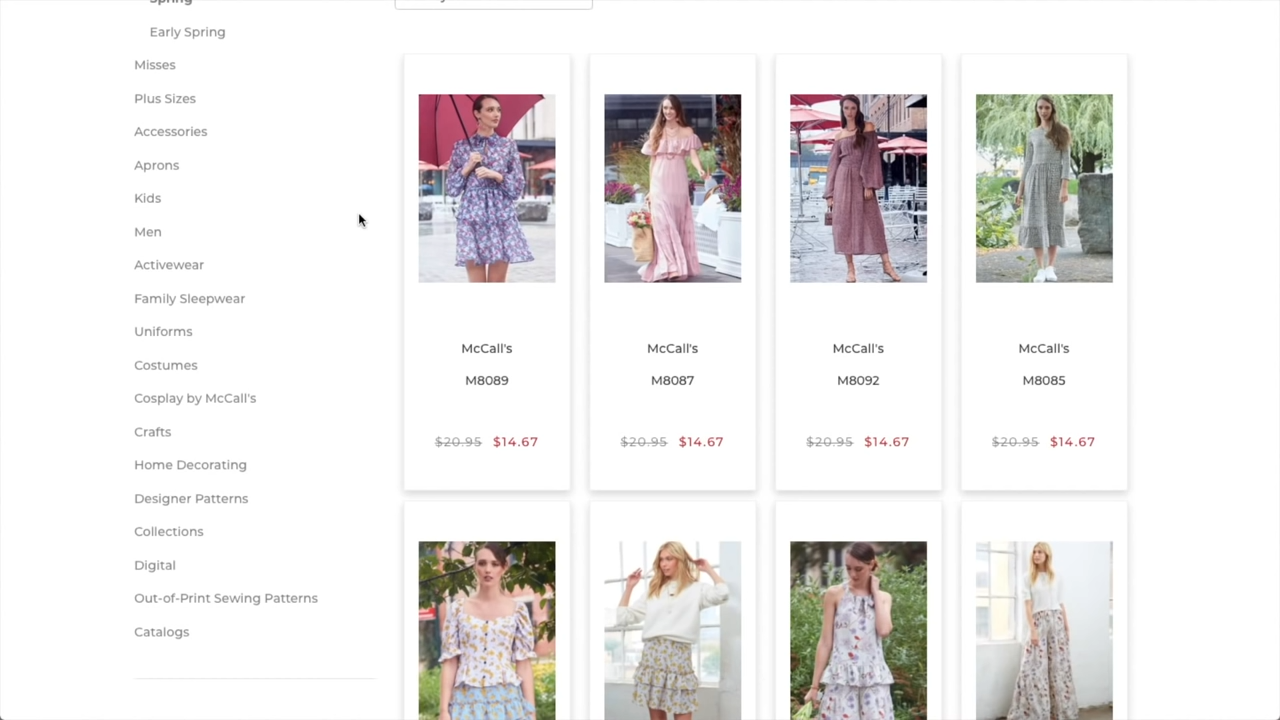 Spring
Early Spring
Misses
Plus Sizes
Accessories
Aprons
Kids
Men
Activewear
Family Sleepwear
Uniforms
Costumes
Cosplay by McCall's
Crafts
Home Decorating
Designer Patterns
Collections
Digital
Out-of-Print Sewing Patterns
Catalogs
McCall's
M8089
$20.95 $14.67
McCall's
M8087
$20.95 $14.67
McCall's
M8092
$20.95 $14.67
McCall's
M8085
$20.95 $14.67